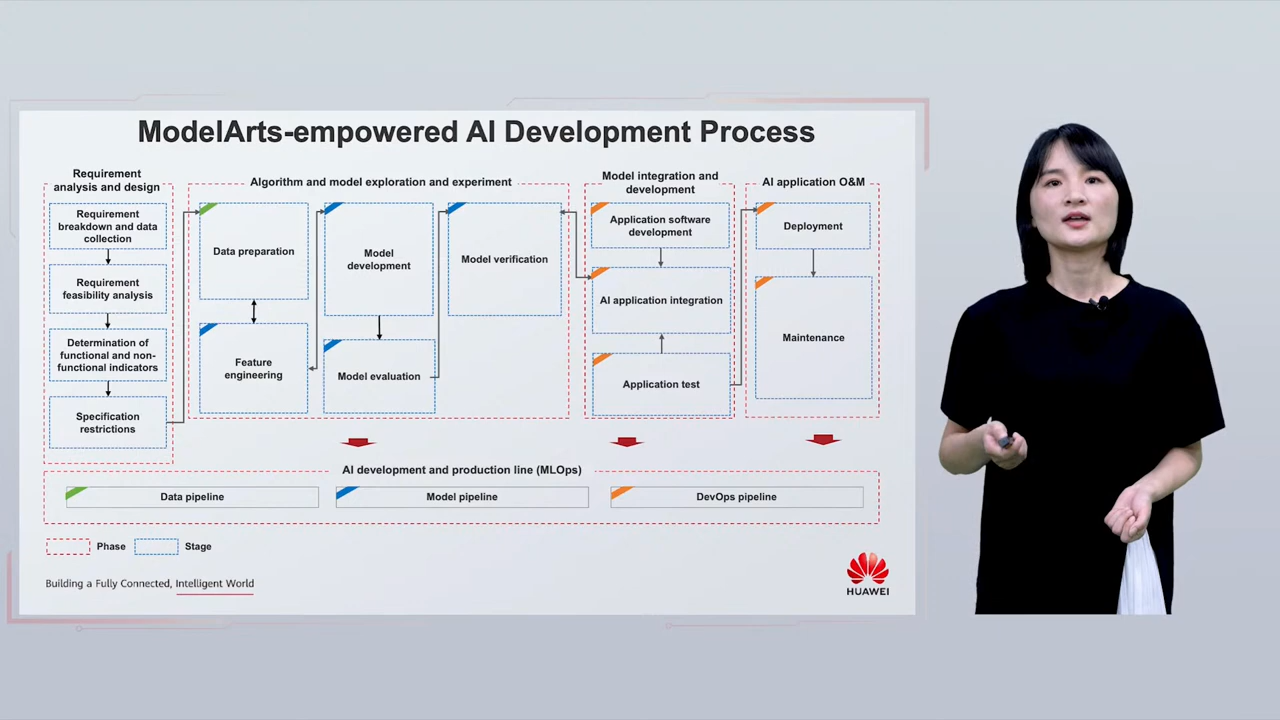 ModelArts-empowered AI Development Process
Requirement
analysis and design
Requirement
breakdown and data
collection
Requirement
feasibility analysis
Determination of
functional and non-
functional indicators
Specification
restrictions
Algorithm and model exploration and experiment
Data preparation
Feature
engineering
Model
development
Model evaluation
Model verification
Model integration and
development
Application software
development
AI application integration
Application test
AI application O&M
Deployment
Maintenance
AI development and production line (MLOps)
Data pipeline
Model pipeline
DevOps pipeline
Phase
Stage
Building a Fully Connected, Intelligent World
HUAWEI